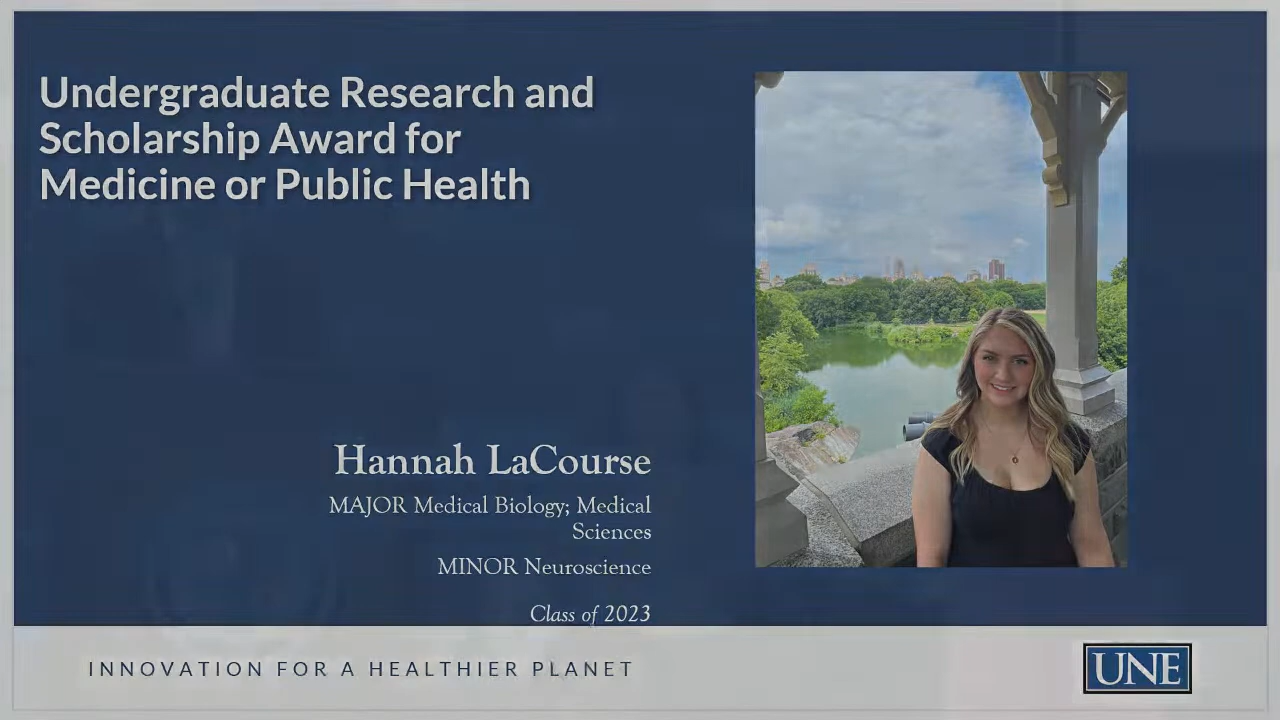 Undergraduate Research and
Scholarship Award for
Medicine or Public Health
Hannah LaCourse
MAJOR Medical Biology; Medical
Sciences
MINOR Neuroscience
Class of 2023
INNOVATION FOR A HEALTHIER PLANET
UNE